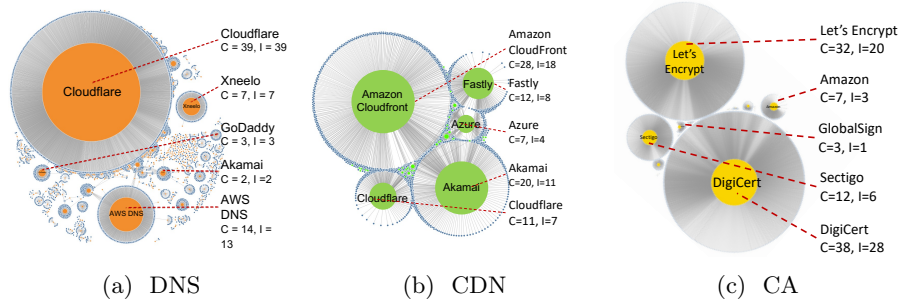 Cloudflare
C = 39, I = 39
Xneelo
C = 7, I = 7
GoDaddy
C = 3, I = 3
Akamai
C = 2, I =2
AWS
DNS
C = 14, I =
13
Cloudflare
Xneelo
AWS DNS
(a) DNS
Amazon
CloudFront
C=28, I=18
Fastly
C=12, I=8
Azure
C=7, I=4
Akamai
C=20, I=11
Cloudflare
C=11, I=7
Amazon
Cloudfront
Fastly
Azure
Akamai
Cloudflare
(b) CDN
Let's Encrypt
C=32, I=20
Amazon
C=7, I=3
GlobalSign
C=3, I=1
Sectigo
C=12, I=6
DigiCert
C=38, I=28
Let's
Encrypt
Sectigo
DigiCert
(c) CA